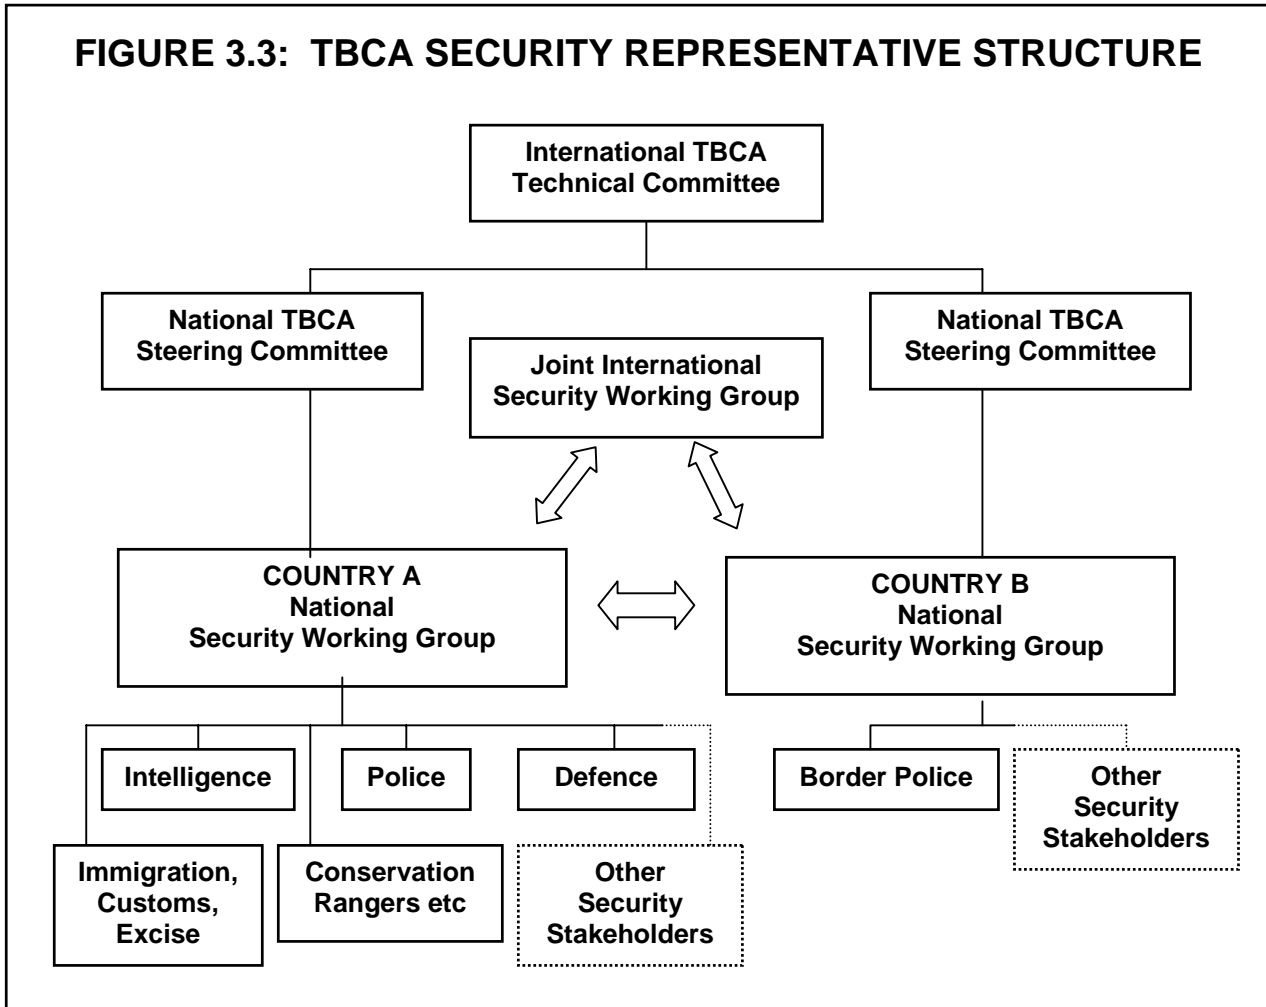 FIGURE 3.3: TBCA SECURITY REPRESENTATIVE STRUCTURE
International TBCA
Technical Committee
National TBCA
Steering Committee
Joint International
Security Working Group
National TBCA
Steering Committee
COUNTRY A
National
Security Working Group
COUNTRY B
National
Security Working Group
Intelligence
Police
Defence
Border Police
Other
Security
Stakeholders
Immigration,
Customs,
Excise
Conservation
Rangers etc
Other
Security
Stakeholders